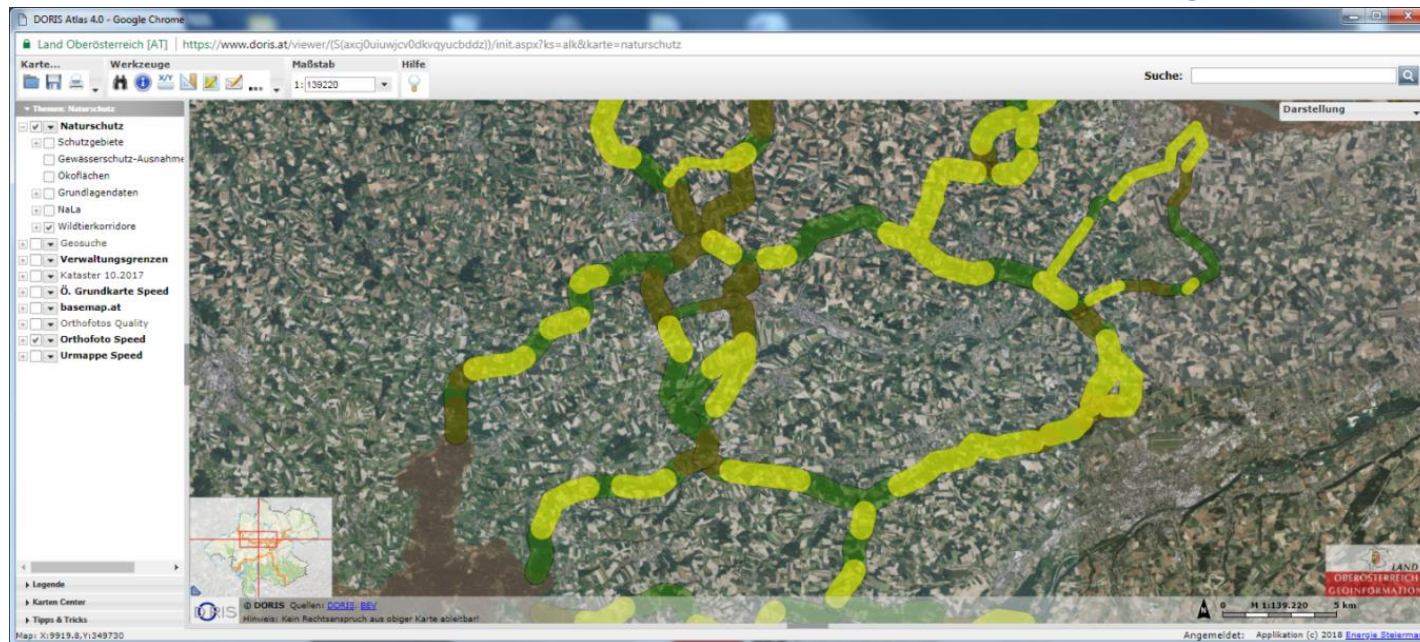 DORIS Atlas 4.0 - Google Chrome
Land Oberösterreich [AT] https://www.doris.at/viewer/(S(axcj0uiuwjcv0dkvqyucbddz))/init.aspx?ks=alk&karte=naturschutz
Karte... Werkzeuge Maßstab Hilfe
X/Y ... 1: 139220 Suche:
Themen: Naturschutz
Darstellung
Naturschutz
Schutzgebiete
Gewässerschutz-Ausnahme
Ökoflächen
Grundlagendaten
NaLa
Wildtierkorridore
Geosuche
Verwaltungsgrenzen
Kataster 10.2017
Ö. Grundkarte Speed
basemap.at
Orthofotos Quality
Orthofoto Speed
Urmappe Speed
Legende
Karten Center
Tipps & Tricks
DORIS
© DORIS Quellen: DORIS, BEV
Hinweis: Kein Rechtsanspruch aus obiger Karte ableitbar!
LAND
OBERÖSTERREICH
GEOINFORMATION
0 M 1:139.220 5 km
Map: X:9919.8,Y:349730
Angemeldet: Applikation (c) 2018 Energie Steierma